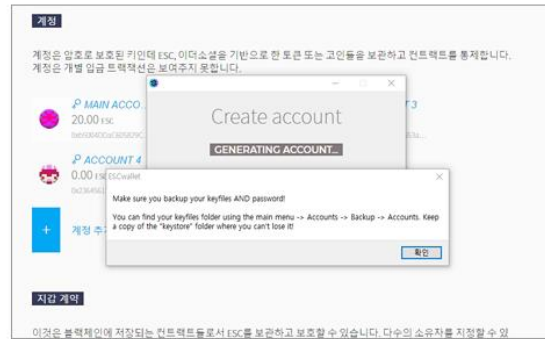 계정
계정은 암호로 보호된 키인데 ESC, 이더소셜을 기반으로 한 토큰 또는 코인들을 보관하고 컨트랙트를 통제합니다.
계정은 개별 입금 트랙잭션은 보여주지 못합니다.
MAIN ACCO
20.00 ESC
T 3
Create account
GENERATING ACCOUNT...
ACCOUNT 4
0.00 ESC
ESCwallet
Make sure you backup your keyfiles AND password!
You can find your keyfiles folder using the main menu -> Accounts -> Backup -> Accounts. Keep
a copy of the "keystore" folder where you can't lose it!
확인
+
계정 추가
지갑 계약
이것은 블랙체인에 저장되는 컨트랙트들로서 ESC를 보관하고 보호할 수 있습니다. 다수의 소유자를 지정할 수 있